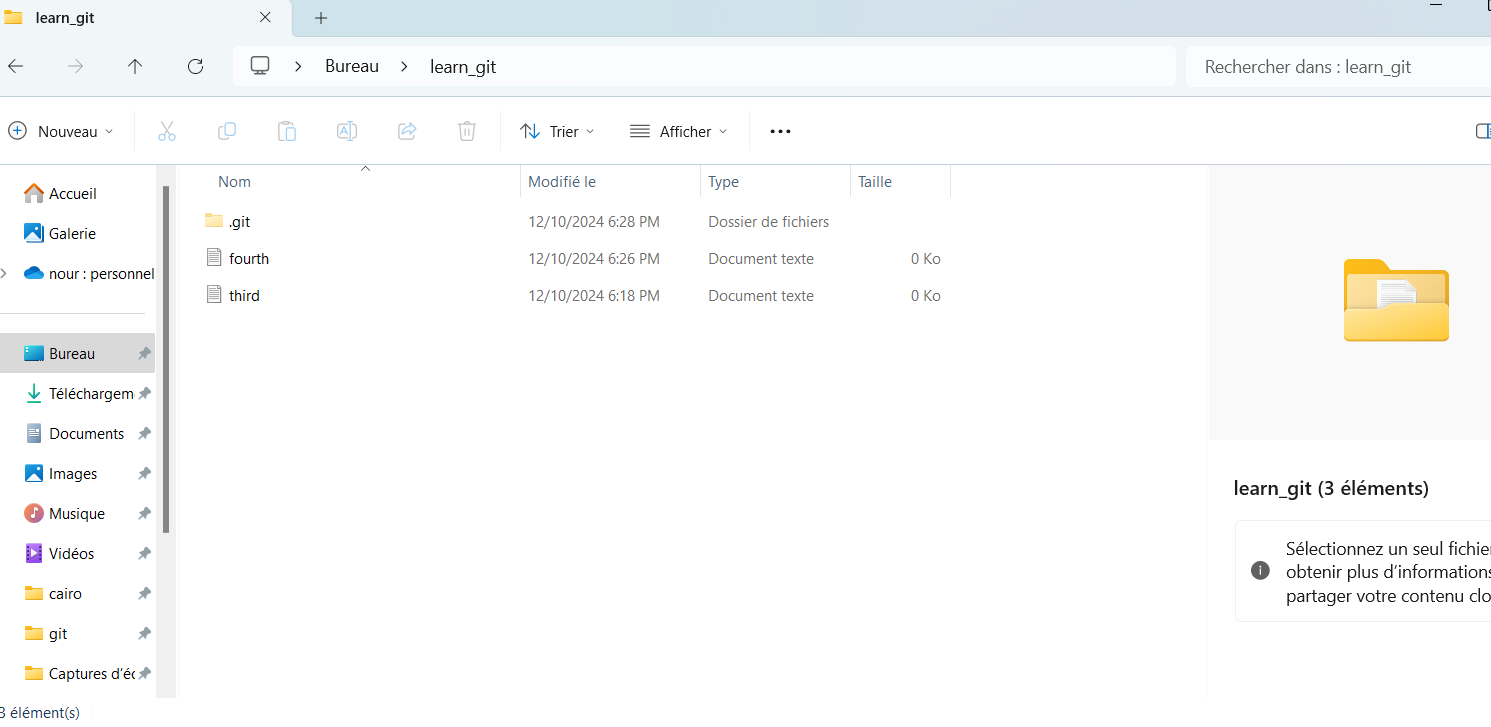 learn_git
Bureau > learn_git
Rechercher dans : learn_git
Nouveau
Trier
Afficher
Accueil
Galerie
nour : personnel
Bureau
Téléchargem
Documents
Images
Musique
Vidéos
cairo
git
Captures d'éc
Nom Modifié le Type Taille
.git 12/10/2024 6:28 PM Dossier de fichiers
fourth 12/10/2024 6:26 PM Document texte 0 Ko
third 12/10/2024 6:18 PM Document texte 0 Ko
learn_git (3 éléments)
Sélectionnez un seul fichier
obtenir plus d'informations
partager votre contenu clo
3 élément(s)